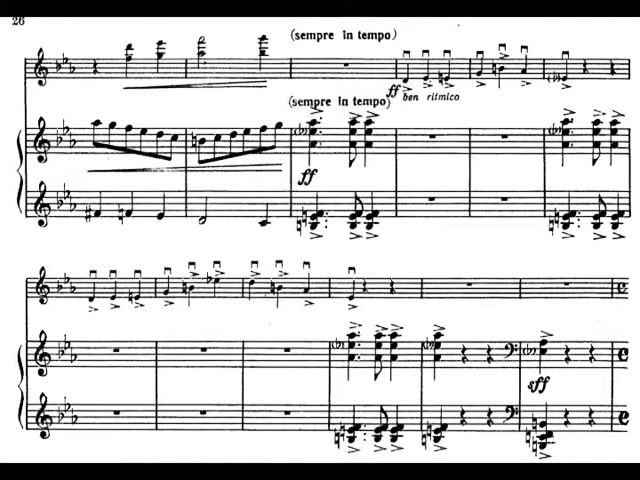 26
(sempre in tempo)
ff ben ritmico
(sempre in tempo)
ff
sff